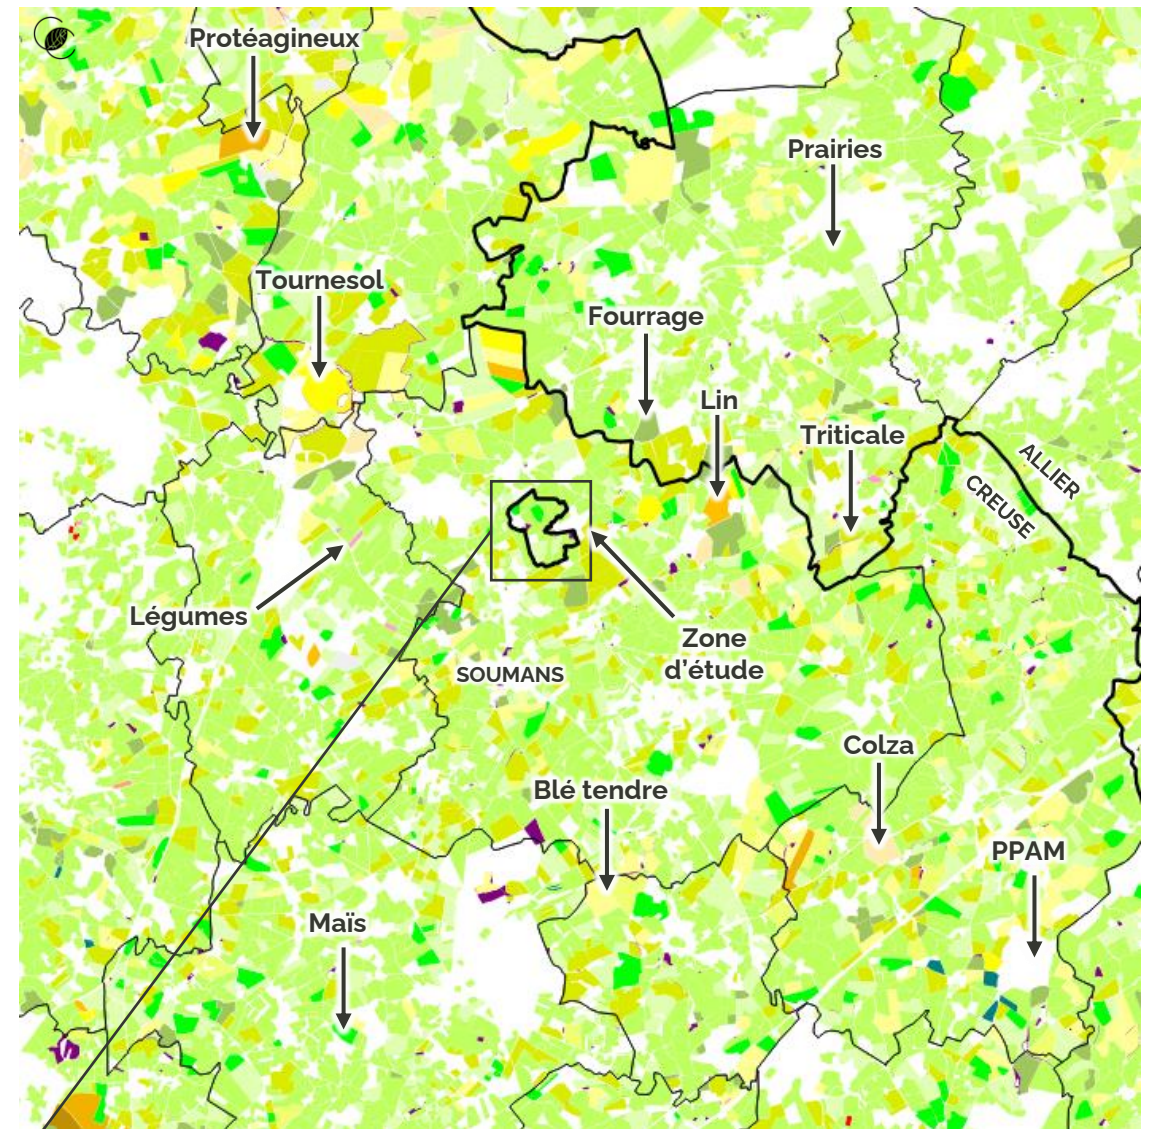 Protéagineux
Prairies
Tournesol
Fourrage
Lin
Triticale
ALLIER
CREUSE
Légumes
Zone
d'étude
SOUMANS
Colza
Blé tendre
PPAM
Maïs